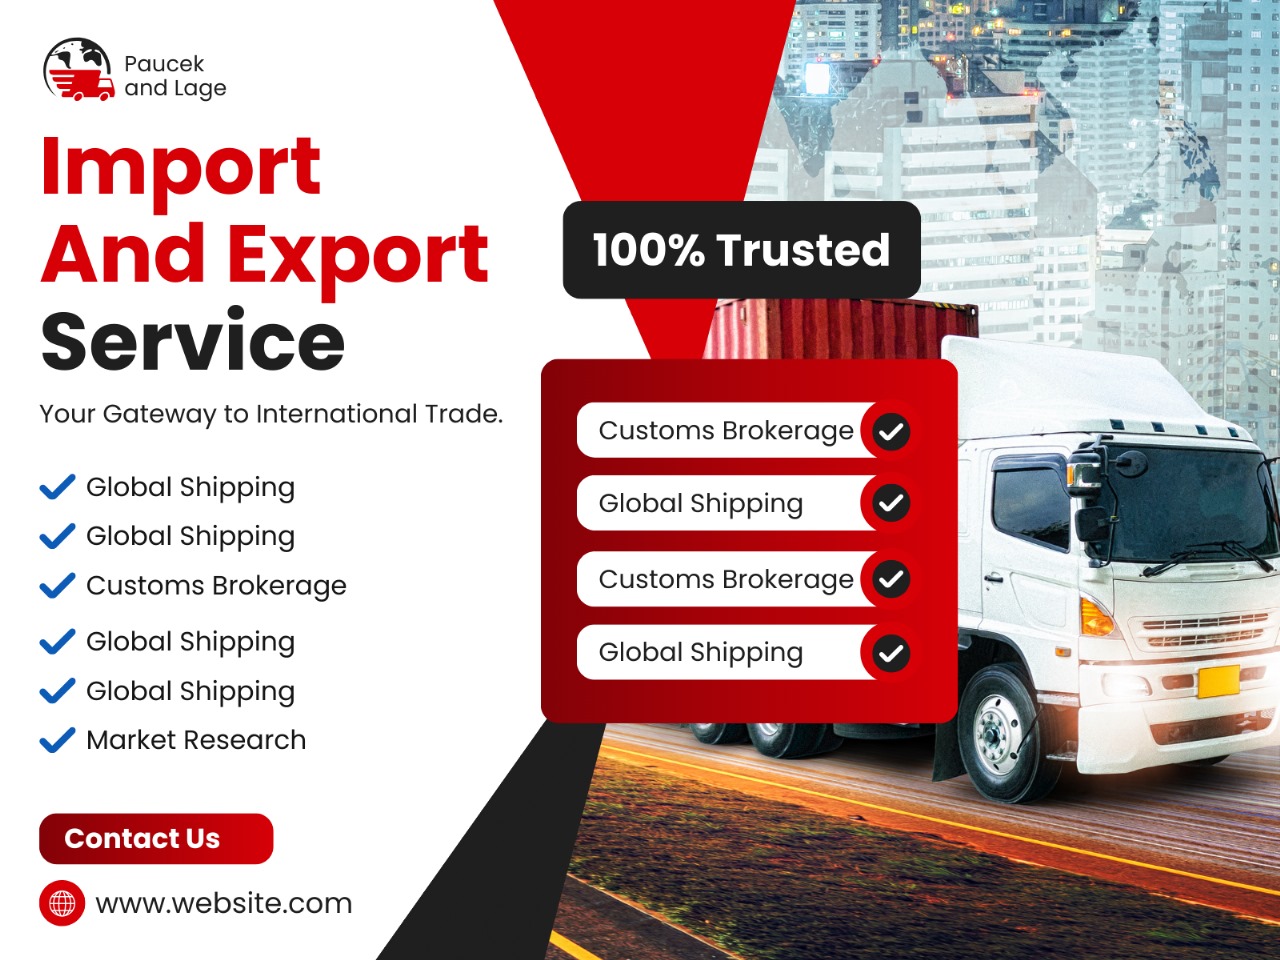 Paucek
and Lage
Import
And Export
Service
Your Gateway to International Trade.
Global Shipping
Global Shipping
Customs Brokerage
Global Shipping
Global Shipping
Market Research
Contact Us
www.website.com
100% Trusted
Customs Brokerage
Global Shipping
Customs Brokerage
Global Shipping